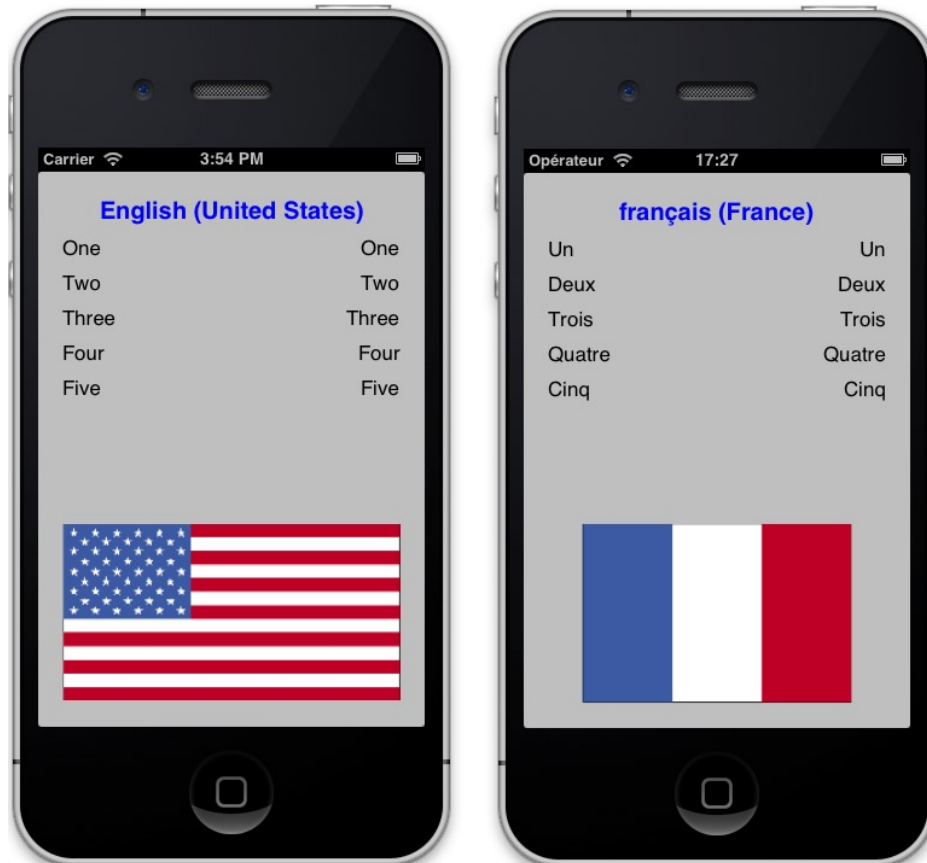 Carrier 3:54 PM
English (United States)
One One
Two Two
Three Three
Four Four
Five Five
Opérateur 17:27
français (France)
Un Un
Deux Deux
Trois Trois
Quatre Quatre
Cinq Cinq